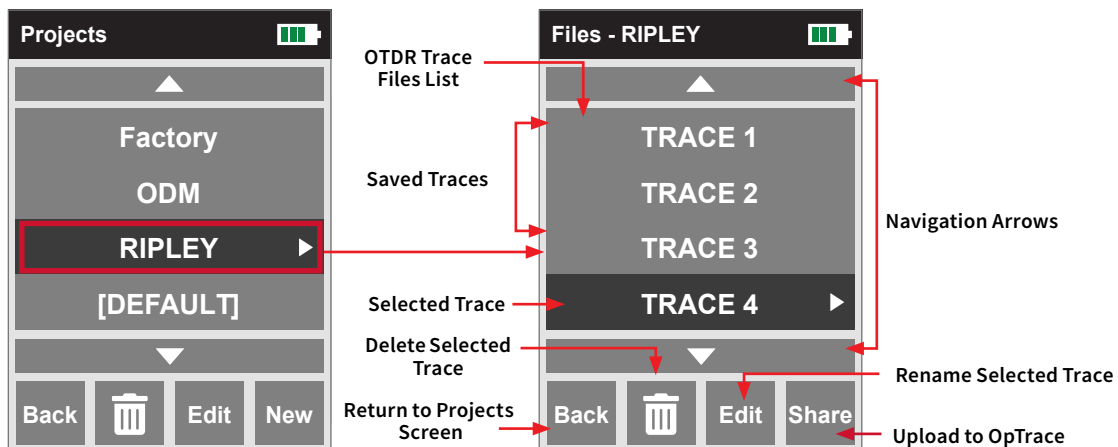 Projects
Factory
ODM
RIPLEY
[DEFAULT]
Back
Edit
New
OTDR Trace
Files List
Saved Traces
Selected Trace
Delete Selected
Trace
Return to Projects
Screen
Files - RIPLEY
TRACE 1
TRACE 2
TRACE 3
TRACE 4
Back
Edit
Share
Navigation Arrows
Rename Selected Trace
Upload to OpTrace